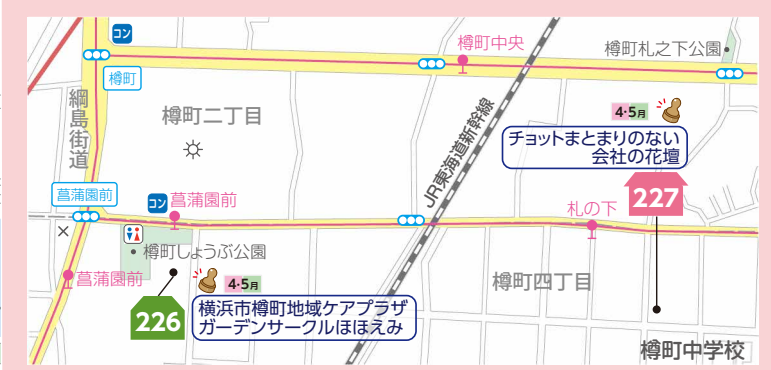 コン
樽町中央
樽町札之下公園
樽町
綱島街道
樽町二丁目
JR東海道新幹線
4・5月
チョットまとまりのない
会社の花壇
227
菖蒲園前
コン
菖蒲園前
札の下
樽町しょうぶ公園
菖蒲園前
4・5月
樽町四丁目
226
横浜市樽町地域ケアプラザ
ガーデンサークルほほえみ
樽町中学校